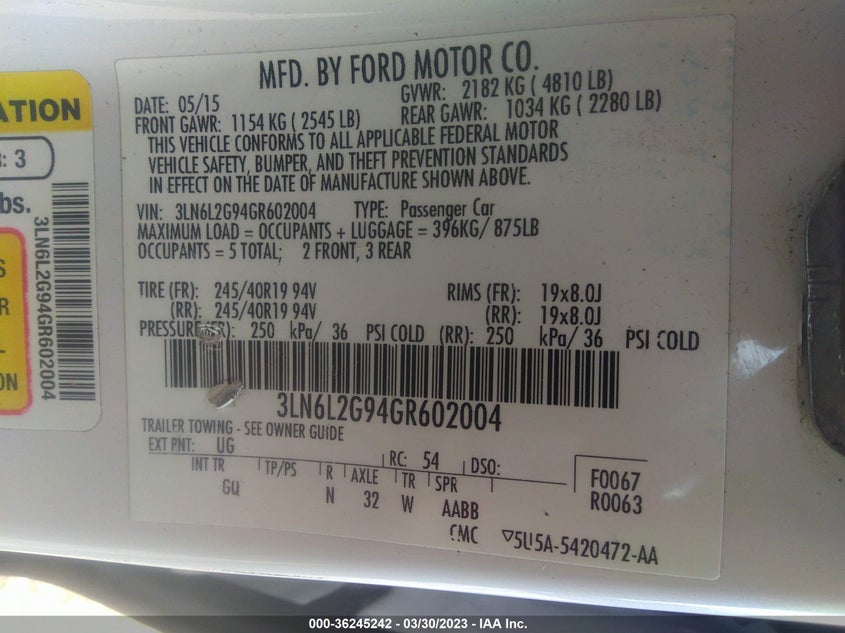 MFD. BY FORD MOTOR CO.
DATE: 05/15 GVWR: 2182 KG ( 4810 LB)
FRONT GAWR: 1154 KG ( 2545 LB) REAR GAWR: 1034 KG ( 2280 LB)
THIS VEHICLE CONFORMS TO ALL APPLICABLE FEDERAL MOTOR
VEHICLE SAFETY, BUMPER, AND THEFT PREVENTION STANDARDS
IN EFFECT ON THE DATE OF MANUFACTURE SHOWN ABOVE.
VIN: 3LN6L2G94GR602004 TYPE: Passenger Car
MAXIMUM LOAD = OCCUPANTS + LUGGAGE = 396KG/ 875LB
OCCUPANTS = 5 TOTAL; 2 FRONT, 3 REAR
TIRE (FR): 245/40R19 94V RIMS (FR): 19x8.0J
(RR): 245/40R19 94V (RR): 19x8.0J
PRESSURE (FR): 250 kPa/ 36 PSI COLD (RR): 250 kPa/ 36 PSI COLD
3LN6L2G94GR602004
TRAILER TOWING - SEE OWNER GUIDE
EXT PNT: UG RC: 54 DSO:
INT TR TP/PS R AXLE TR SPR F0067
GQ N 32 W AABB R0063
CMC 5U5A-5420472-AA
ATION
R: 3
bs.
S
R
L
ON
3LN6L2G94GR602004
000-36245242 - 03/30/2023 - IAA Inc.